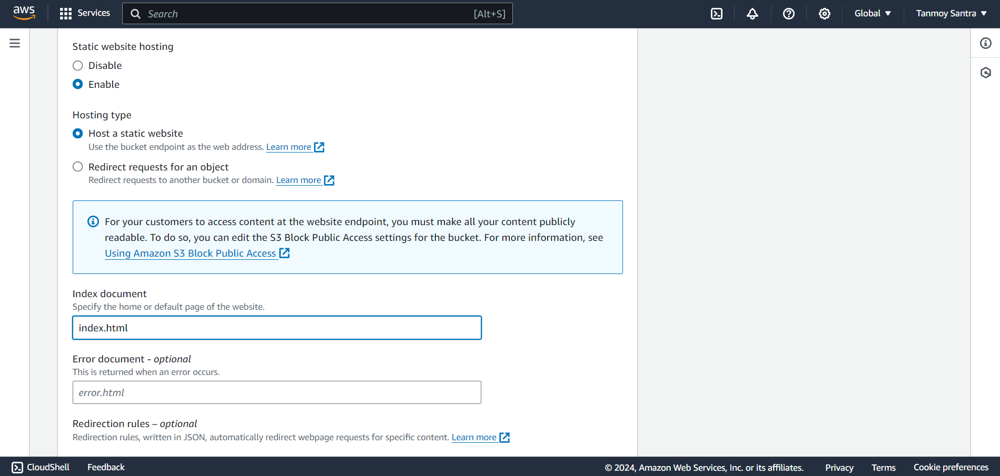 aws Services Search [Alt+S] Global Tanmoy Santra
Static website hosting
Disable
Enable
Hosting type
Host a static website
Use the bucket endpoint as the web address. Learn more
Redirect requests for an object
Redirect requests to another bucket or domain. Learn more
For your customers to access content at the website endpoint, you must make all your content publicly
readable. To do so, you can edit the S3 Block Public Access settings for the bucket. For more information, see
Using Amazon S3 Block Public Access
Index document
Specify the home or default page of the website.
index.html
Error document - optional
This is returned when an error occurs.
error.html
Redirection rules – optional
Redirection rules, written in JSON, automatically redirect webpage requests for specific content. Learn more
CloudShell Feedback © 2024, Amazon Web Services, Inc. or its affiliates. Privacy Terms Cookie preferences